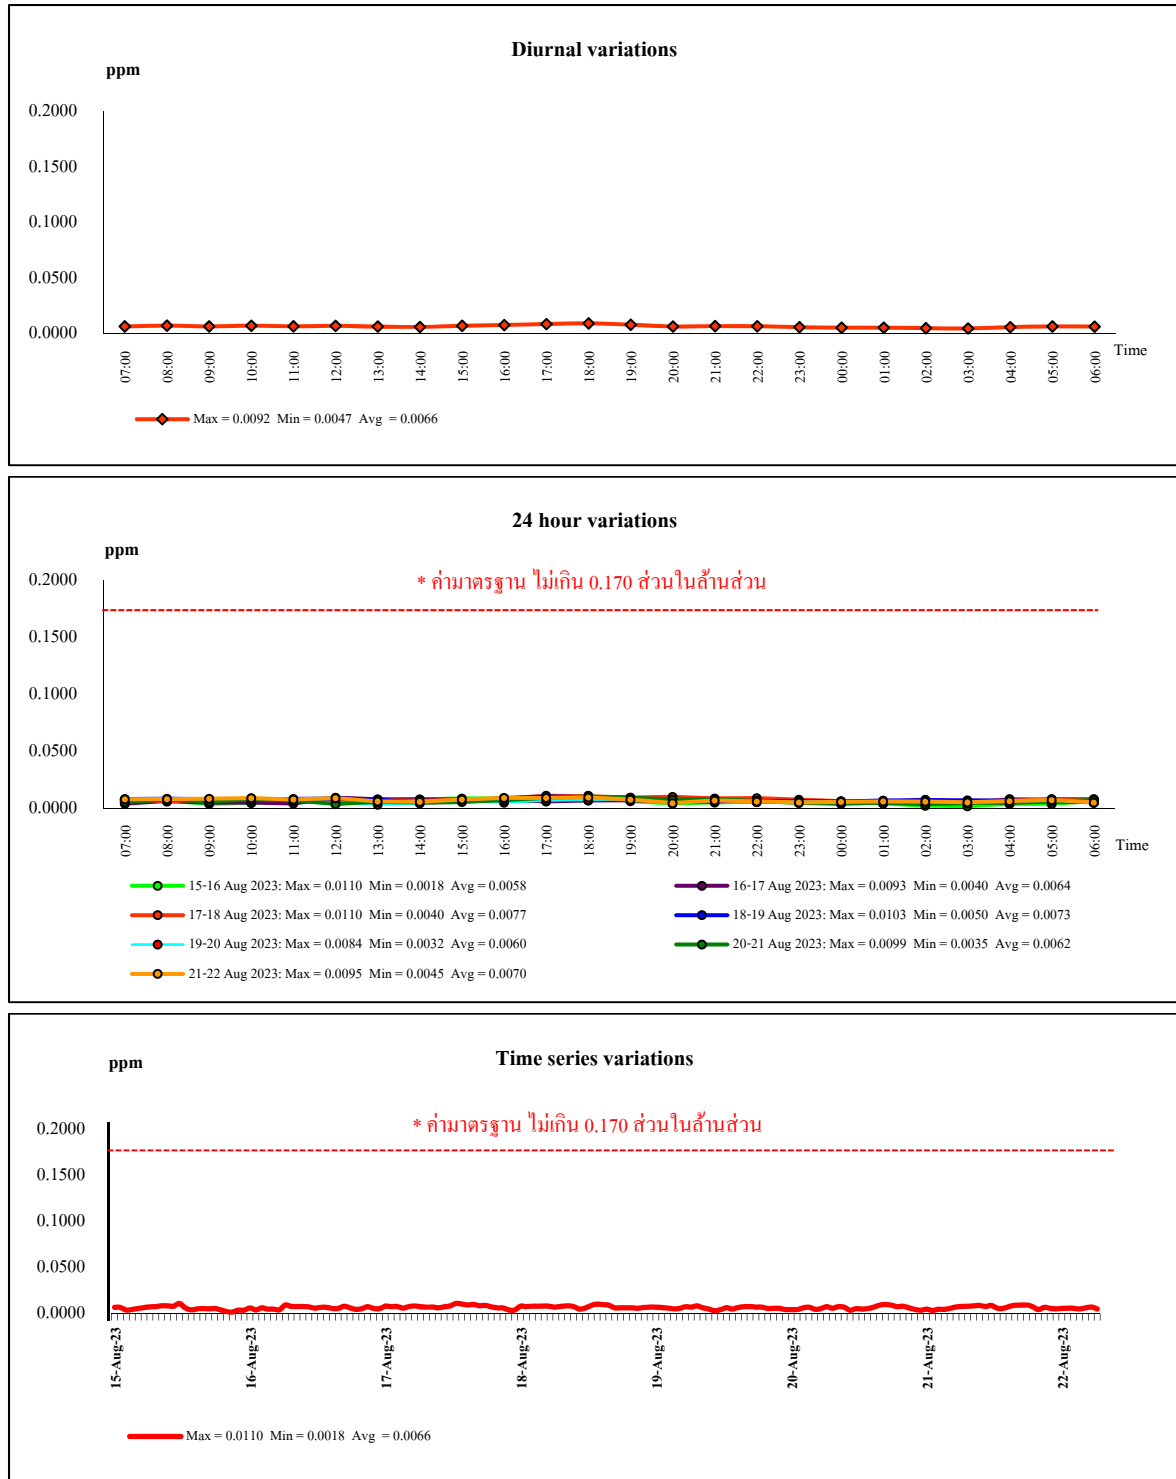 Diurnal variations
ppm
0.2000
0.1500
0.1000
0.0500
0.0000
07:00 08:00 09:00 10:00 11:00 12:00 13:00 14:00 15:00 16:00 17:00 18:00 19:00 20:00 21:00 22:00 23:00 00:00 01:00 02:00 03:00 04:00 05:00 06:00
Time
Max = 0.0092 Min = 0.0047 Avg = 0.0066
24 hour variations
ppm
* ค่ามาตรฐาน ไม่เกิน 0.170 ส่วนในล้านส่วน
0.2000
0.1500
0.1000
0.0500
0.0000
07:00 08:00 09:00 10:00 11:00 12:00 13:00 14:00 15:00 16:00 17:00 18:00 19:00 20:00 21:00 22:00 23:00 00:00 01:00 02:00 03:00 04:00 05:00 06:00
Time
15-16 Aug 2023: Max = 0.0110 Min = 0.0018 Avg = 0.0058
16-17 Aug 2023: Max = 0.0093 Min = 0.0040 Avg = 0.0064
17-18 Aug 2023: Max = 0.0110 Min = 0.0040 Avg = 0.0077
18-19 Aug 2023: Max = 0.0103 Min = 0.0050 Avg = 0.0073
19-20 Aug 2023: Max = 0.0084 Min = 0.0032 Avg = 0.0060
20-21 Aug 2023: Max = 0.0099 Min = 0.0035 Avg = 0.0062
21-22 Aug 2023: Max = 0.0095 Min = 0.0045 Avg = 0.0070
Time series variations
ppm
* ค่ามาตรฐาน ไม่เกิน 0.170 ส่วนในล้านส่วน
0.2000
0.1500
0.1000
0.0500
0.0000
15-Aug-23 16-Aug-23 17-Aug-23 18-Aug-23 19-Aug-23 20-Aug-23 21-Aug-23 22-Aug-23
Max = 0.0110 Min = 0.0018 Avg = 0.0066